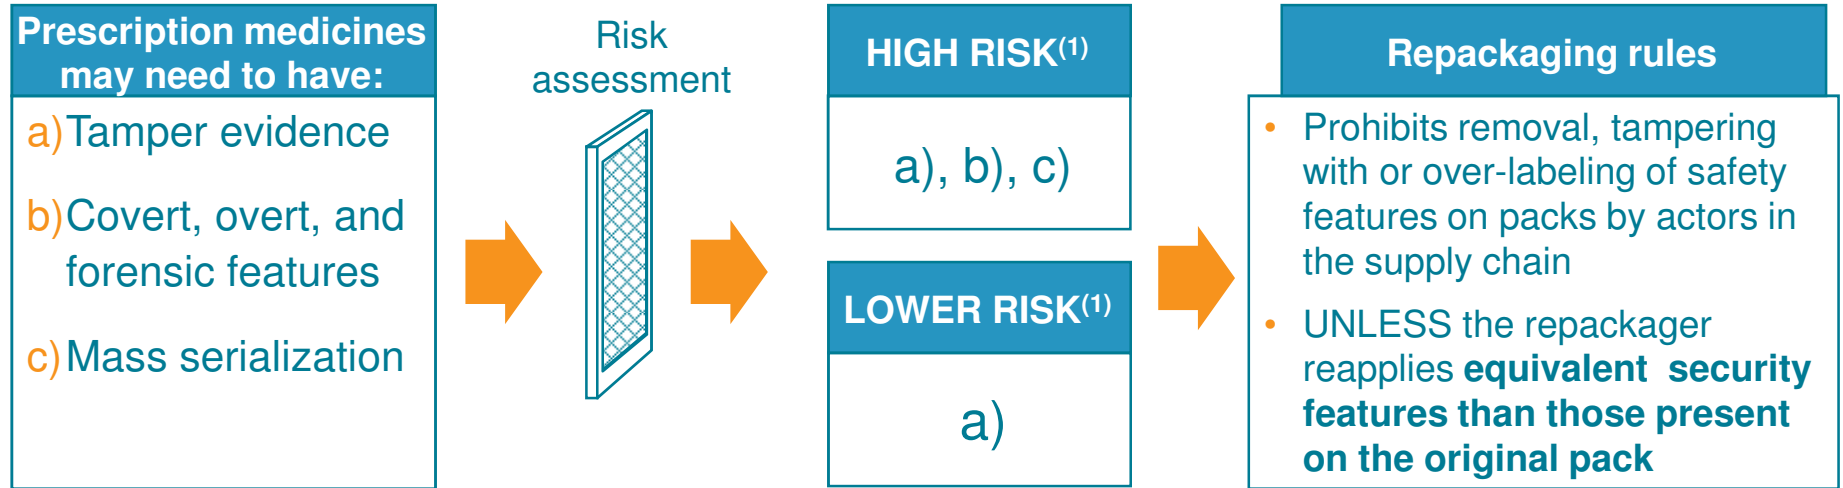 Prescription medicines
may need to have:
a) Tamper evidence
b) Covert, overt, and
forensic features
c) Mass serialization
Risk
assessment
HIGH RISK(1)
a), b), c)
LOWER RISK(1)
a)
Repackaging rules
• Prohibits removal, tampering
with or over-labeling of safety
features on packs by actors in
the supply chain
• UNLESS the repackager
reapplies equivalent security
features than those present
on the original pack